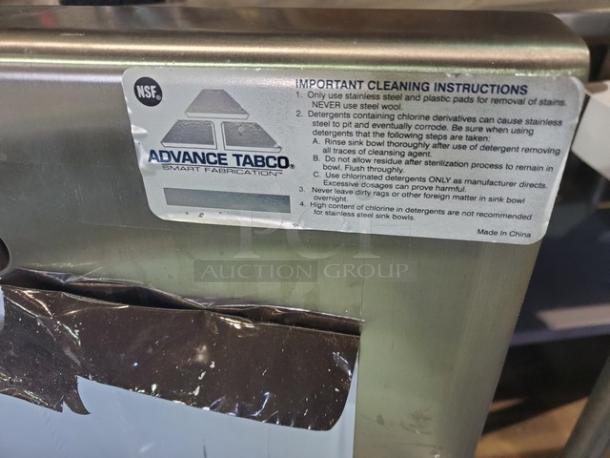 NSF®
ADVANCE TABCO®
SMART FABRICATION™
IMPORTANT CLEANING INSTRUCTIONS
1. Only use stainless steel and plastic pads for removal of stains.
NEVER use steel wool.
2. Detergents containing chlorine derivatives can cause stainless
steel to pit and eventually corrode. Be sure when using
detergents that the following steps are taken:
A. Rinse sink bowl thoroughly after use of detergent removing
all traces of cleansing agent.
B. Do not allow residue after sterilization process to remain in
bowl. Flush throughly.
C. Use chlorinated detergents ONLY as manufacturer directs.
Excessive dosages can prove harmful.
3. Never leave dirty rags or other foreign matter in sink bowl
overnight.
4. High content of chlorine in detergents are not recommended
for stainless steel sink bowls.
Made In China
PCI
AUCTION GROUP